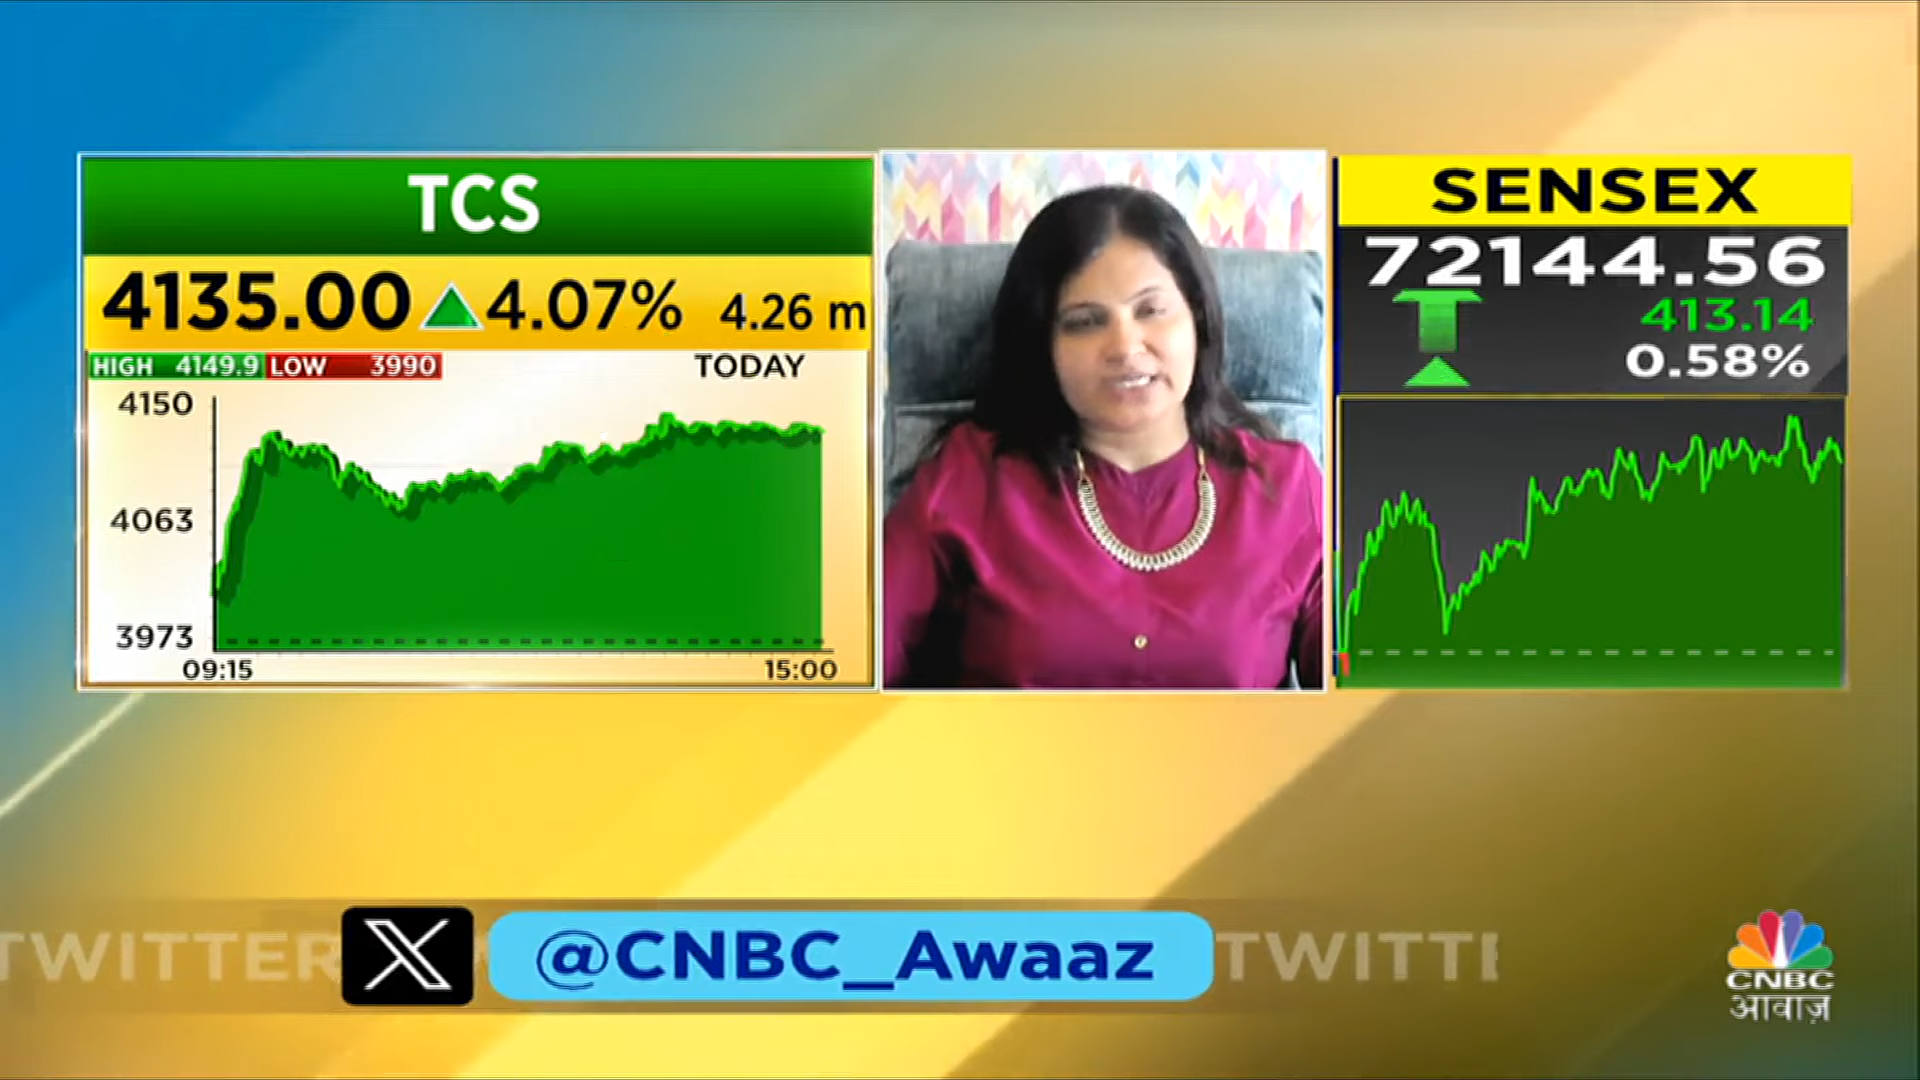 TCS
4135.00 ▲ 4.07% 4.26 m
HIGH 4149.9 LOW 3990 TODAY
4150
4063
3973
09:15 15:00
SENSEX
72144.56
413.14
0.58%
TWITTER
X
@CNBC_Awaaz
TWITTE
CNBC
आवाज़